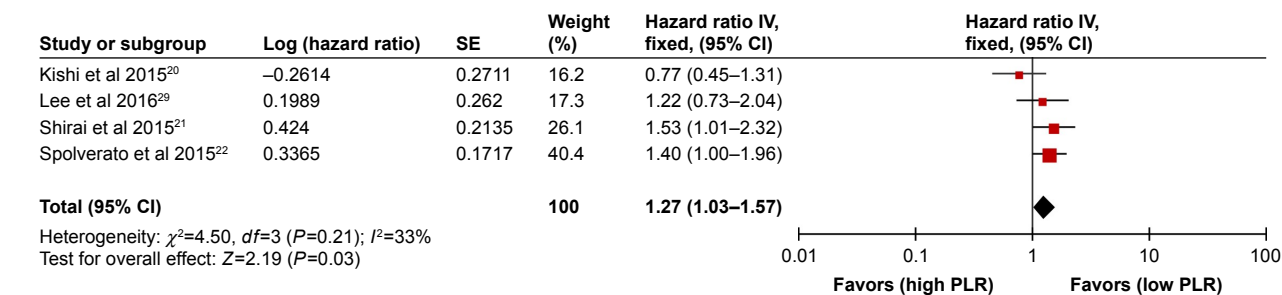 Study or subgroup Log (hazard ratio) SE Weight (%) Hazard ratio IV, fixed, (95% CI) Hazard ratio IV, fixed, (95% CI)
Kishi et al 2015²⁰ –0.2614 0.2711 16.2 0.77 (0.45–1.31)
Lee et al 2016²⁹ 0.1989 0.262 17.3 1.22 (0.73–2.04)
Shirai et al 2015²¹ 0.424 0.2135 26.1 1.53 (1.01–2.32)
Spolverato et al 2015²² 0.3365 0.1717 40.4 1.40 (1.00–1.96)
Total (95% CI) 100 1.27 (1.03–1.57)
Heterogeneity: χ²=4.50, df=3 (P=0.21); I²=33%
Test for overall effect: Z=2.19 (P=0.03)
0.01 0.1 1 10 100
Favors (high PLR) Favors (low PLR)